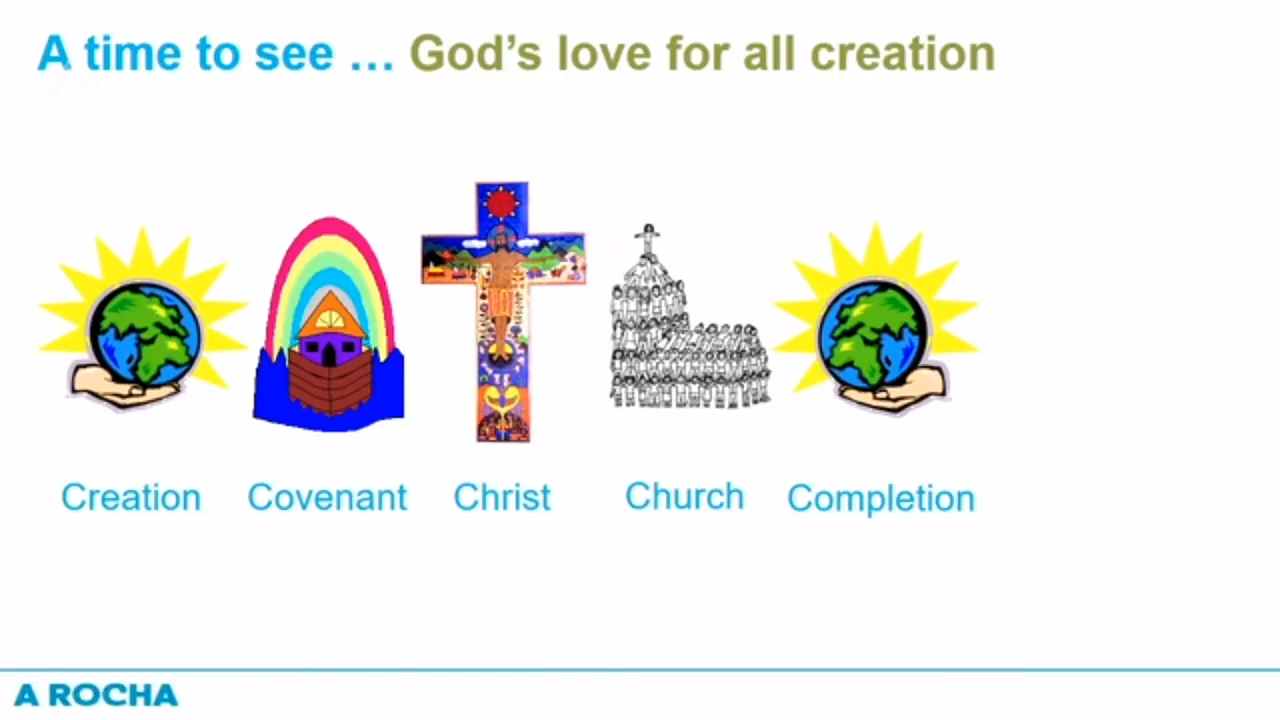 A time to see … God’s love for all creation
Creation
Covenant
Christ
Church
Completion
A ROCHA